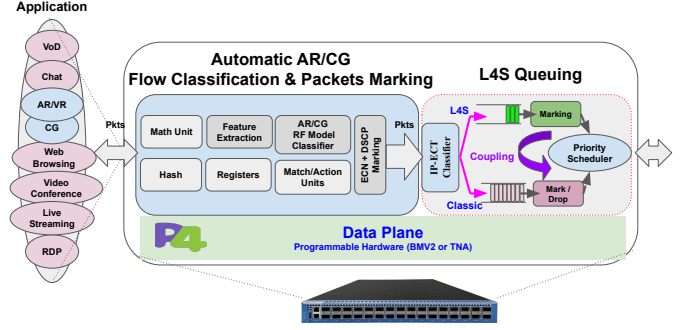 Application
VoD
Chat
AR/VR
CG
Web
Browsing
Video
Conference
Live
Streaming
RDP
Pkts
Automatic AR/CG
Flow Classification & Packets Marking
Math Unit
Feature
Extraction
AR/CG
RF Model
Classifier
Hash
Registers
Match/Action
Units
ECN + DSCP
Marking
Pkts
L4S Queuing
IP-ECT
Classifier
L4S
Marking
Coupling
Priority
Scheduler
Classic
Mark /
Drop
P4
Data Plane
Programmable Hardware (BMV2 or TNA)